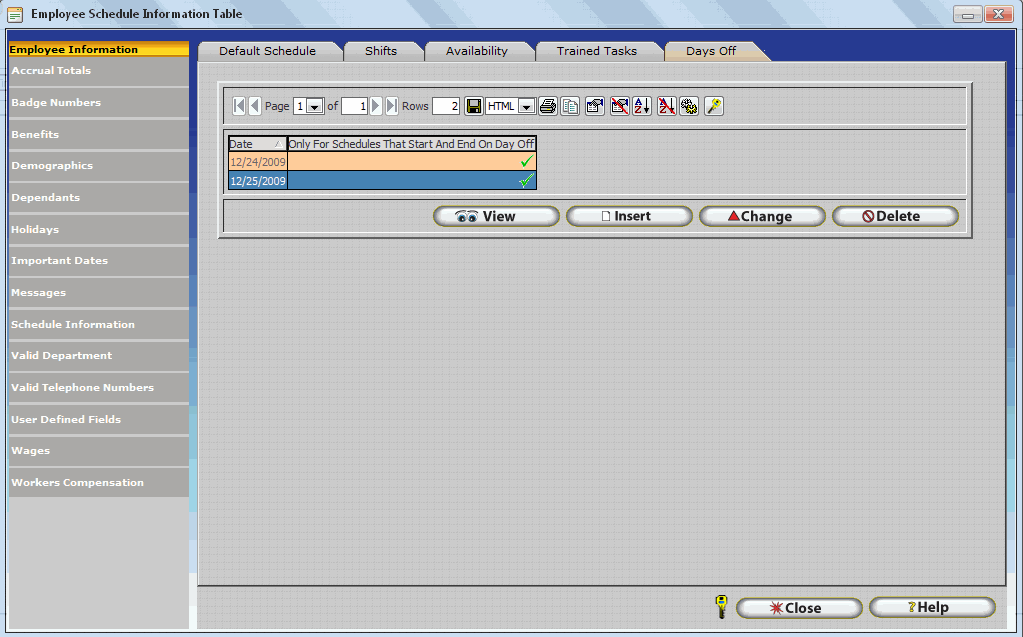 Employee Schedule Information Table
Employee Information
Accrual Totals
Badge Numbers
Benefits
Demographics
Dependants
Holidays
Important Dates
Messages
Schedule Information
Valid Department
Valid Telephone Numbers
User Defined Fields
Wages
Workers Compensation
Default Schedule Shifts Availability Trained Tasks Days Off
Page 1 of 1 Rows 2 HTML
Date Only For Schedules That Start And End On Day Off
12/24/2009
12/25/2009
View Insert Change Delete
Close Help